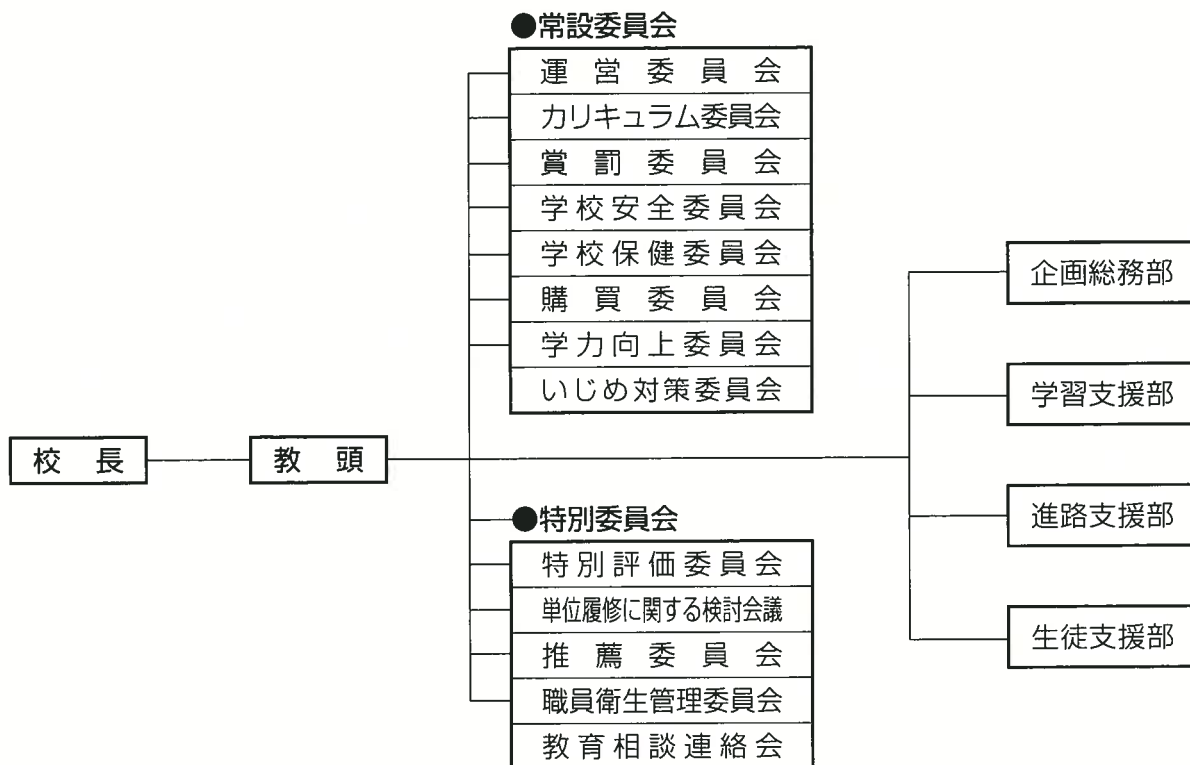 ●常設委員会
運営委員会
カリキュラム委員会
賞罰委員会
学校安全委員会
学校保健委員会
購買委員会
学力向上委員会
いじめ対策委員会
校長
教頭
●特別委員会
特別評価委員会
単位履修に関する検討会議
推薦委員会
職員衛生管理委員会
教育相談連絡会
企画総務部
学習支援部
進路支援部
生徒支援部